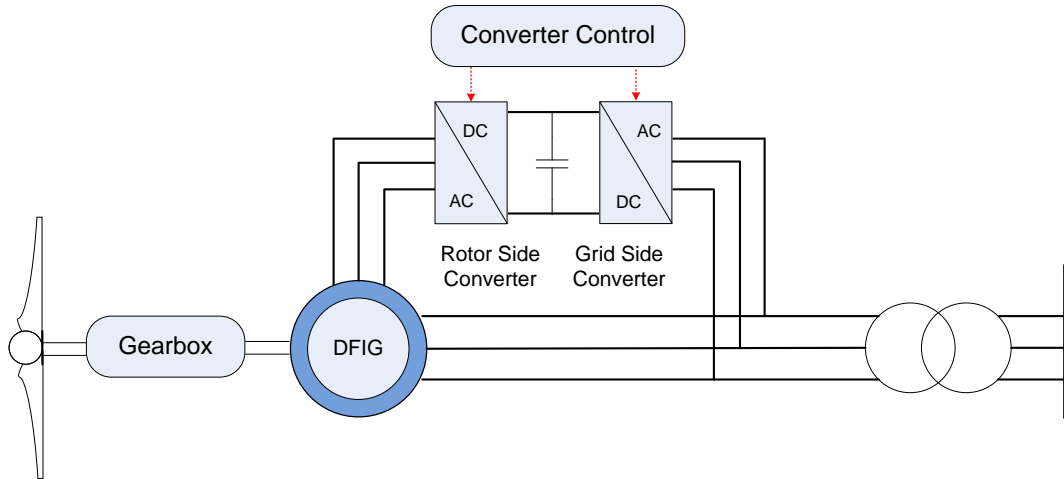 Converter Control
DC
AC
AC
DC
Rotor Side
Converter
Grid Side
Converter
Gearbox
DFIG